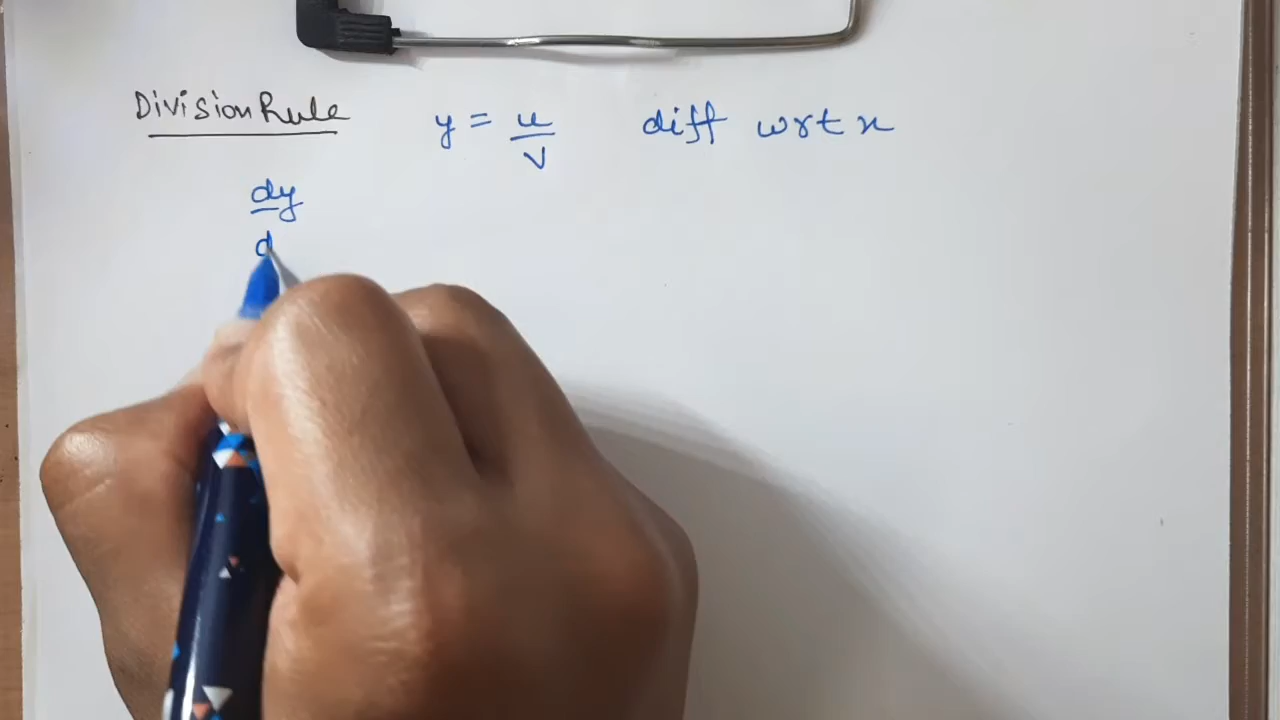 Division Rule y = u/v diff wrt x
dy/d